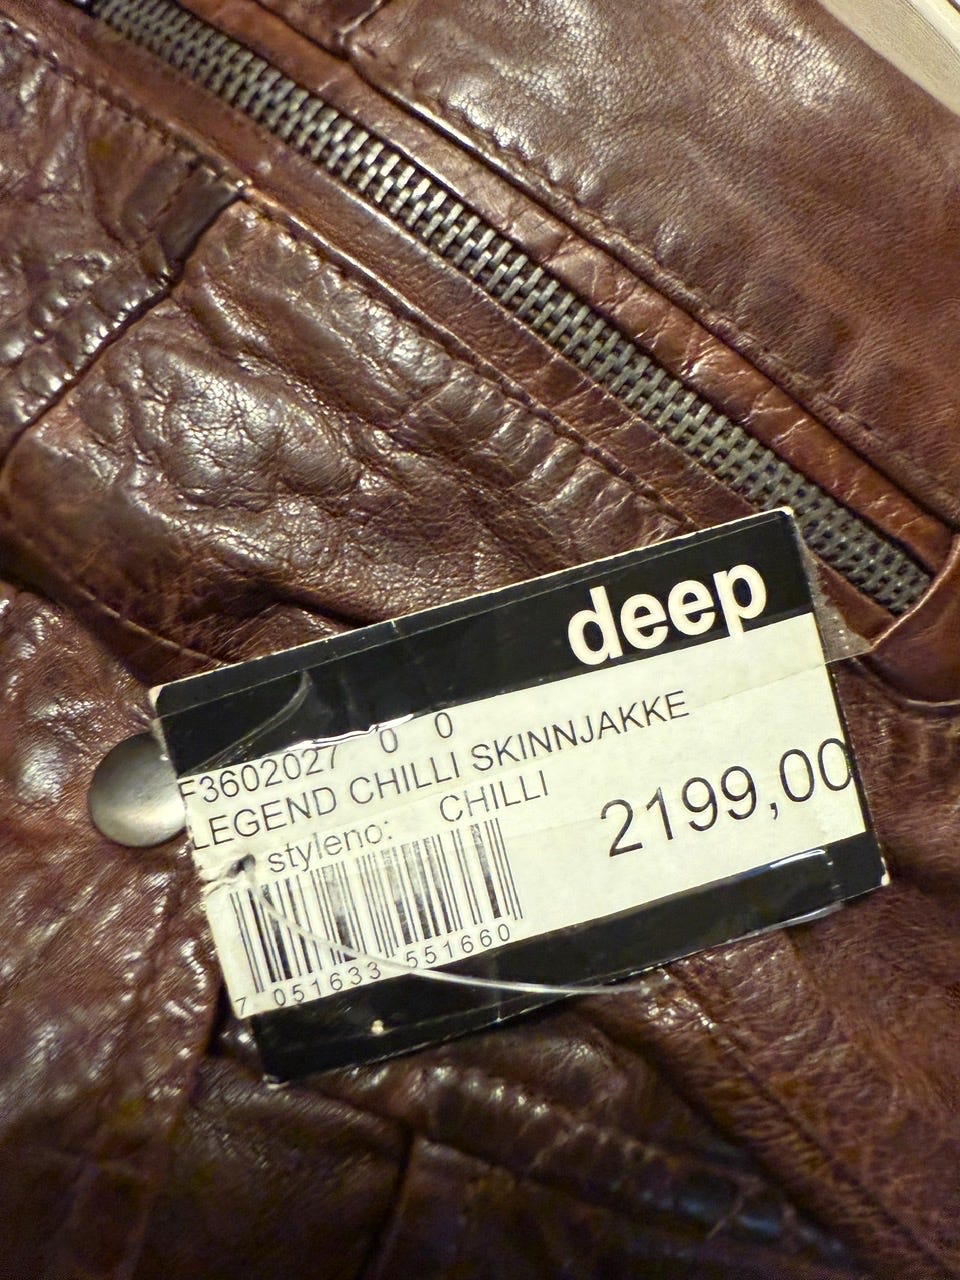 deep
F3602027 0 0
LEGEND CHILLI SKINNJAKKE
styleno: CHILLI
2199,00
7 051633 551660